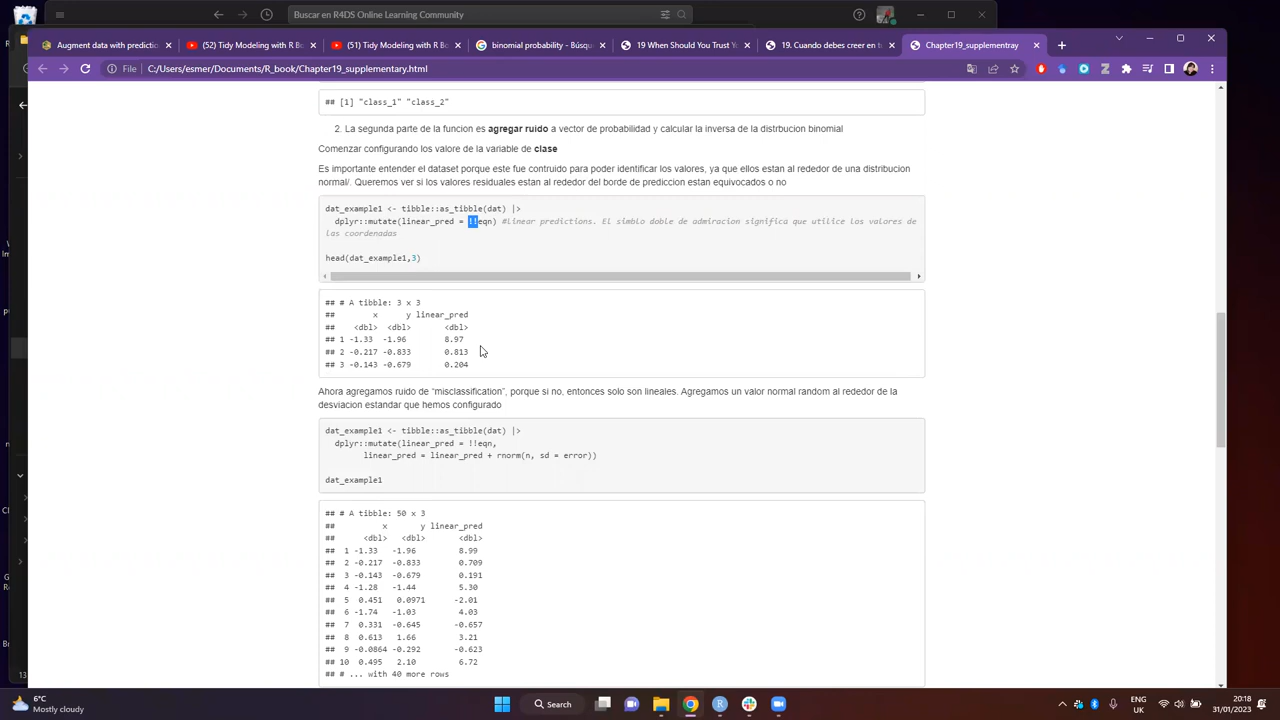 Buscar en R4DS Online Learning Community
Augment data with predictio
(52) Tidy Modeling with R Bo
(51) Tidy Modeling with R Bo
binomial probability - Búsqu
19 When Should You Trust Yo
19. Cuando debes creer en t
Chapter19_supplementray
File
C:/Users/esmer/Documents/R_book/Chapter19_supplementary.html
## [1] "class_1" "class_2"
2. La segunda parte de la funcion es agregar ruido a vector de probabilidad y calcular la inversa de la distrbucion binomial
Comenzar configurando los valore de la variable de clase
Es importante entender el dataset porque este fue contruido para poder identificar los valores, ya que ellos estan al rededor de una distribution
normal/. Queremos ver si los valores residuales estan al rededor del borde de prediccion estan equivocados o no
dat_example1 <- tibble::as_tibble(dat) |>
dplyr::mutate(linear_pred = !!eqn) #linear predictions. El simblo doble de admiracion significa que utilice los valores de
las coordenadas
head(dat_example1,3)
## # A tibble: 3 x 3
## x y linear_pred
## <dbl> <dbl> <dbl>
## 1 -1.33 -1.96 8.97
## 2 -0.217 -0.833 0.813
## 3 -0.143 -0.679 0.204
Ahora agregamos ruido de “misclassification”, porque si no, entonces solo son lineales. Agregamos un valor normal random al rededor de la
desviacion estandar que hemos configurado
dat_example1 <- tibble::as_tibble(dat) |>
dplyr::mutate(linear_pred = !!eqn,
linear_pred = linear_pred + rnorm(n, sd = error))
dat_example1
## # A tibble: 50 x 3
## x y linear_pred
## <dbl> <dbl> <dbl>
## 1 -1.33 -1.96 8.99
## 2 -0.217 -0.833 0.709
## 3 -0.143 -0.679 0.191
## 4 -1.28 -1.44 5.30
## 5 0.451 0.0971 -2.01
## 6 -1.74 -1.03 4.03
## 7 0.331 -0.645 -0.657
## 8 0.613 1.66 3.21
## 9 -0.0864 -0.292 -0.623
## 10 0.495 2.10 6.72
## # ... with 40 more rows
6°C
Mostly cloudy
Search
ENG
UK
20:18
31/01/2023